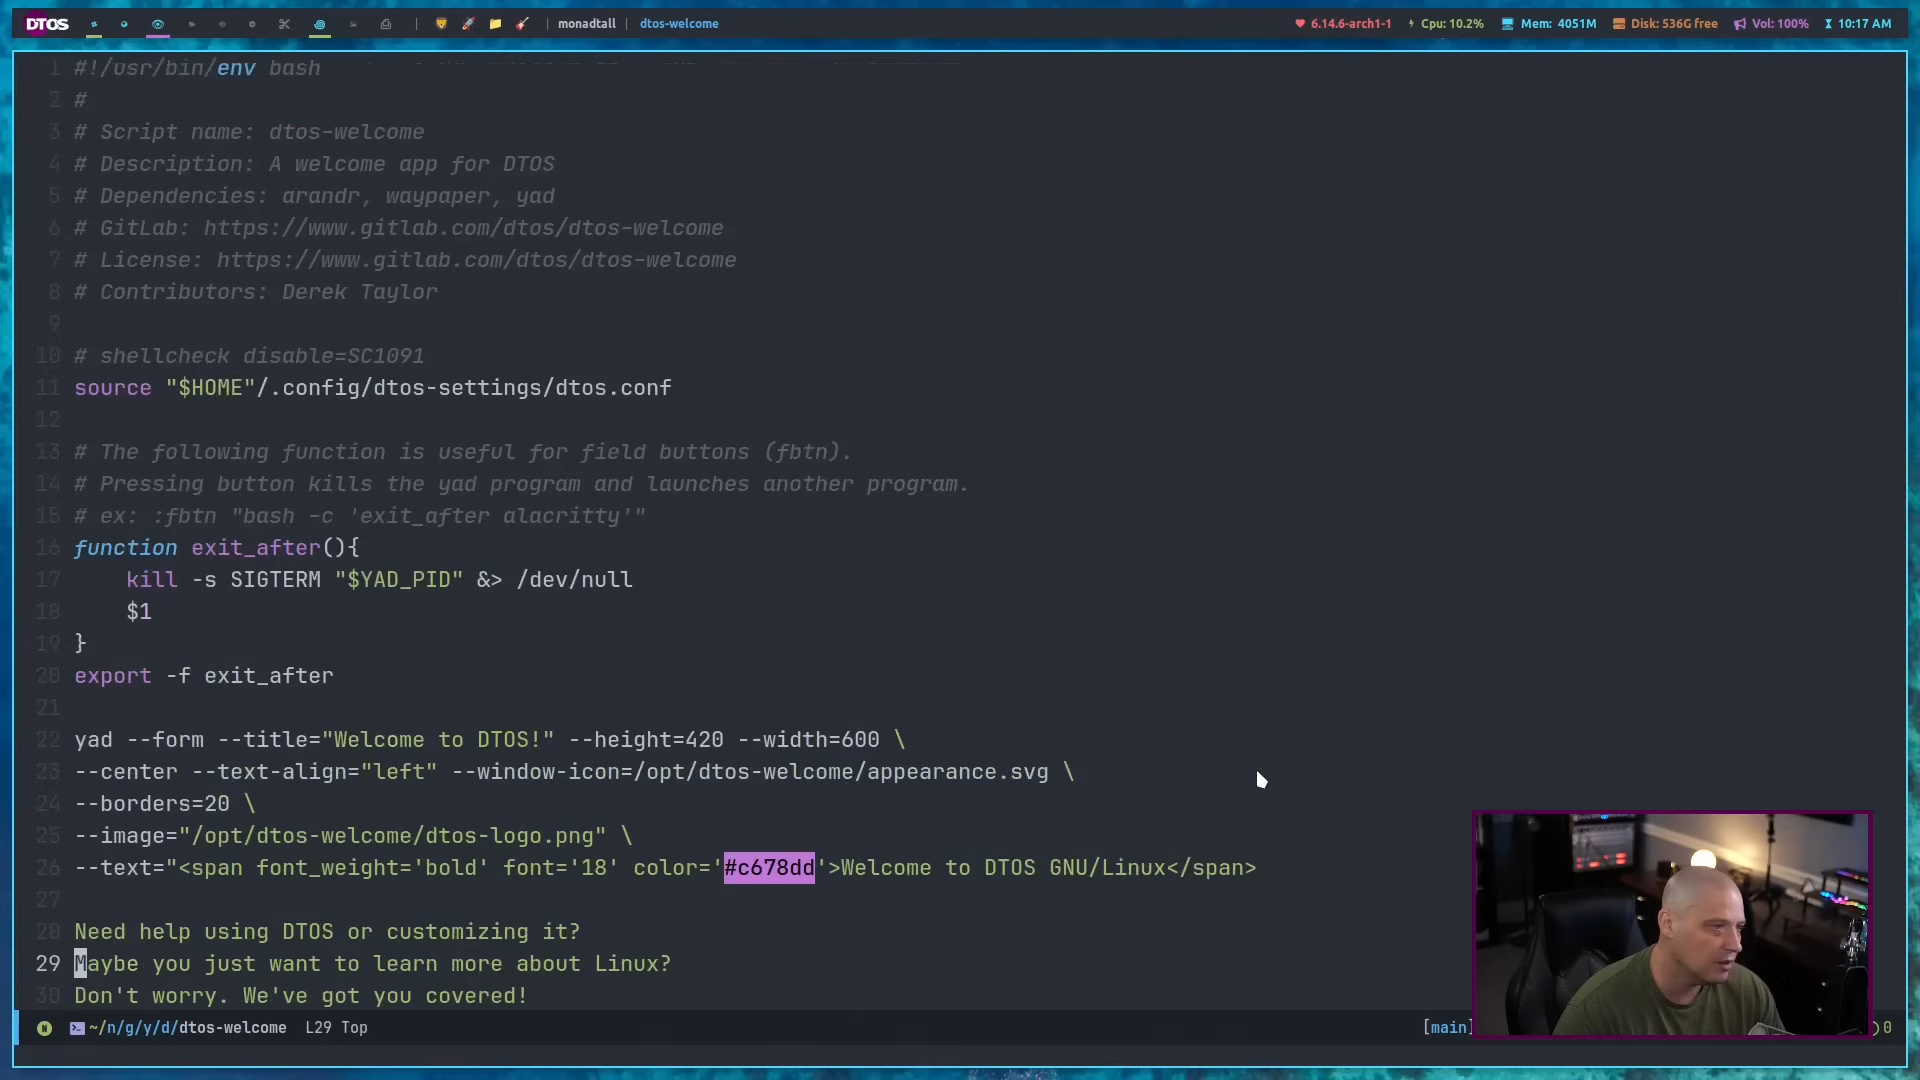 DTOS | monadtall | dtos-welcome 6.14.6-arch1-1 Cpu: 10.2% Mem: 4051M Disk: 536G free Vol: 100% 10:17 AM
1 #!/usr/bin/env bash
2 #
3 # Script name: dtos-welcome
4 # Description: A welcome app for DTOS
5 # Dependencies: arandr, waypaper, yad
6 # GitLab: https://www.gitlab.com/dtos/dtos-welcome
7 # License: https://www.gitlab.com/dtos/dtos-welcome
8 # Contributors: Derek Taylor
9
10 # shellcheck disable=SC1091
11 source "$HOME"/.config/dtos-settings/dtos.conf
12
13 # The following function is useful for field buttons (fbtn).
14 # Pressing button kills the yad program and launches another program.
15 # ex: :fbtn "bash -c 'exit_after alacritty'"
16 function exit_after(){
17     kill -s SIGTERM "$YAD_PID" &> /dev/null
18     $1
19 }
20 export -f exit_after
21
22 yad --form --title="Welcome to DTOS!" --height=420 --width=600 \
23 --center --text-align="left" --window-icon=/opt/dtos-welcome/appearance.svg \
24 --borders=20 \
25 --image="/opt/dtos-welcome/dtos-logo.png" \
26 --text="<span font_weight='bold' font='18' color='#c678dd'>Welcome to DTOS GNU/Linux</span>
27
28 Need help using DTOS or customizing it?
29 Maybe you just want to learn more about Linux?
30 Don't worry. We've got you covered!
N ~/n/g/y/d/dtos-welcome L29 Top [main] 0